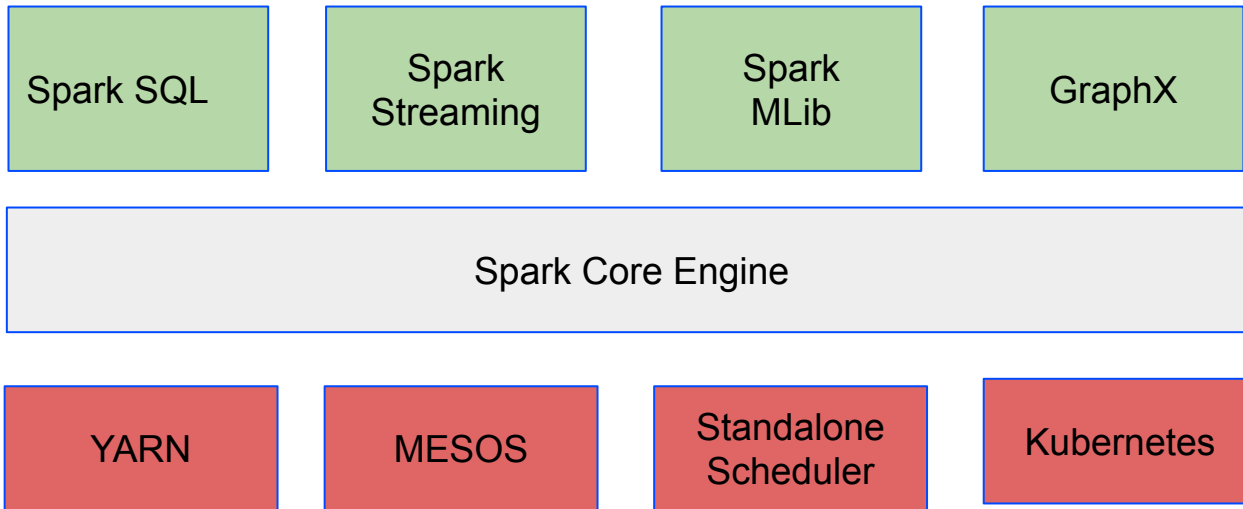 Spark SQL
Spark
Streaming
Spark
MLib
GraphX
Spark Core Engine
YARN
MESOS
Standalone
Scheduler
Kubernetes